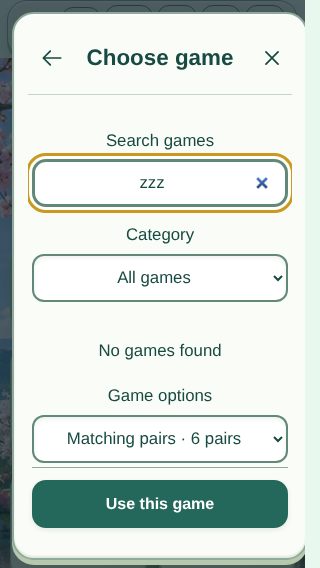 Choose game
Search games
zzz
Category
All games
No games found
Game options
Matching pairs · 6 pairs
Use this game